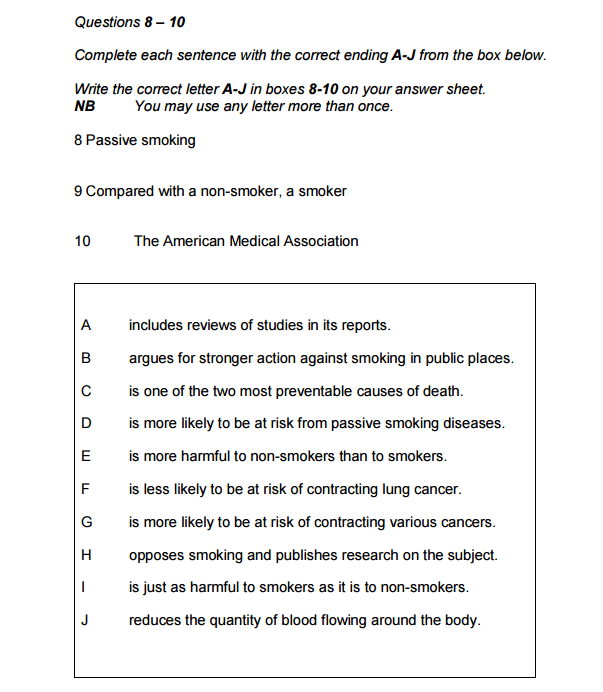 Questions 8 – 10
Complete each sentence with the correct ending A-J from the box below.
Write the correct letter A-J in boxes 8-10 on your answer sheet.
NB You may use any letter more than once.
8 Passive smoking
9 Compared with a non-smoker, a smoker
10 The American Medical Association
A includes reviews of studies in its reports.
B argues for stronger action against smoking in public places.
C is one of the two most preventable causes of death.
D is more likely to be at risk from passive smoking diseases.
E is more harmful to non-smokers than to smokers.
F is less likely to be at risk of contracting lung cancer.
G is more likely to be at risk of contracting various cancers.
H opposes smoking and publishes research on the subject.
I is just as harmful to smokers as it is to non-smokers.
J reduces the quantity of blood flowing around the body.